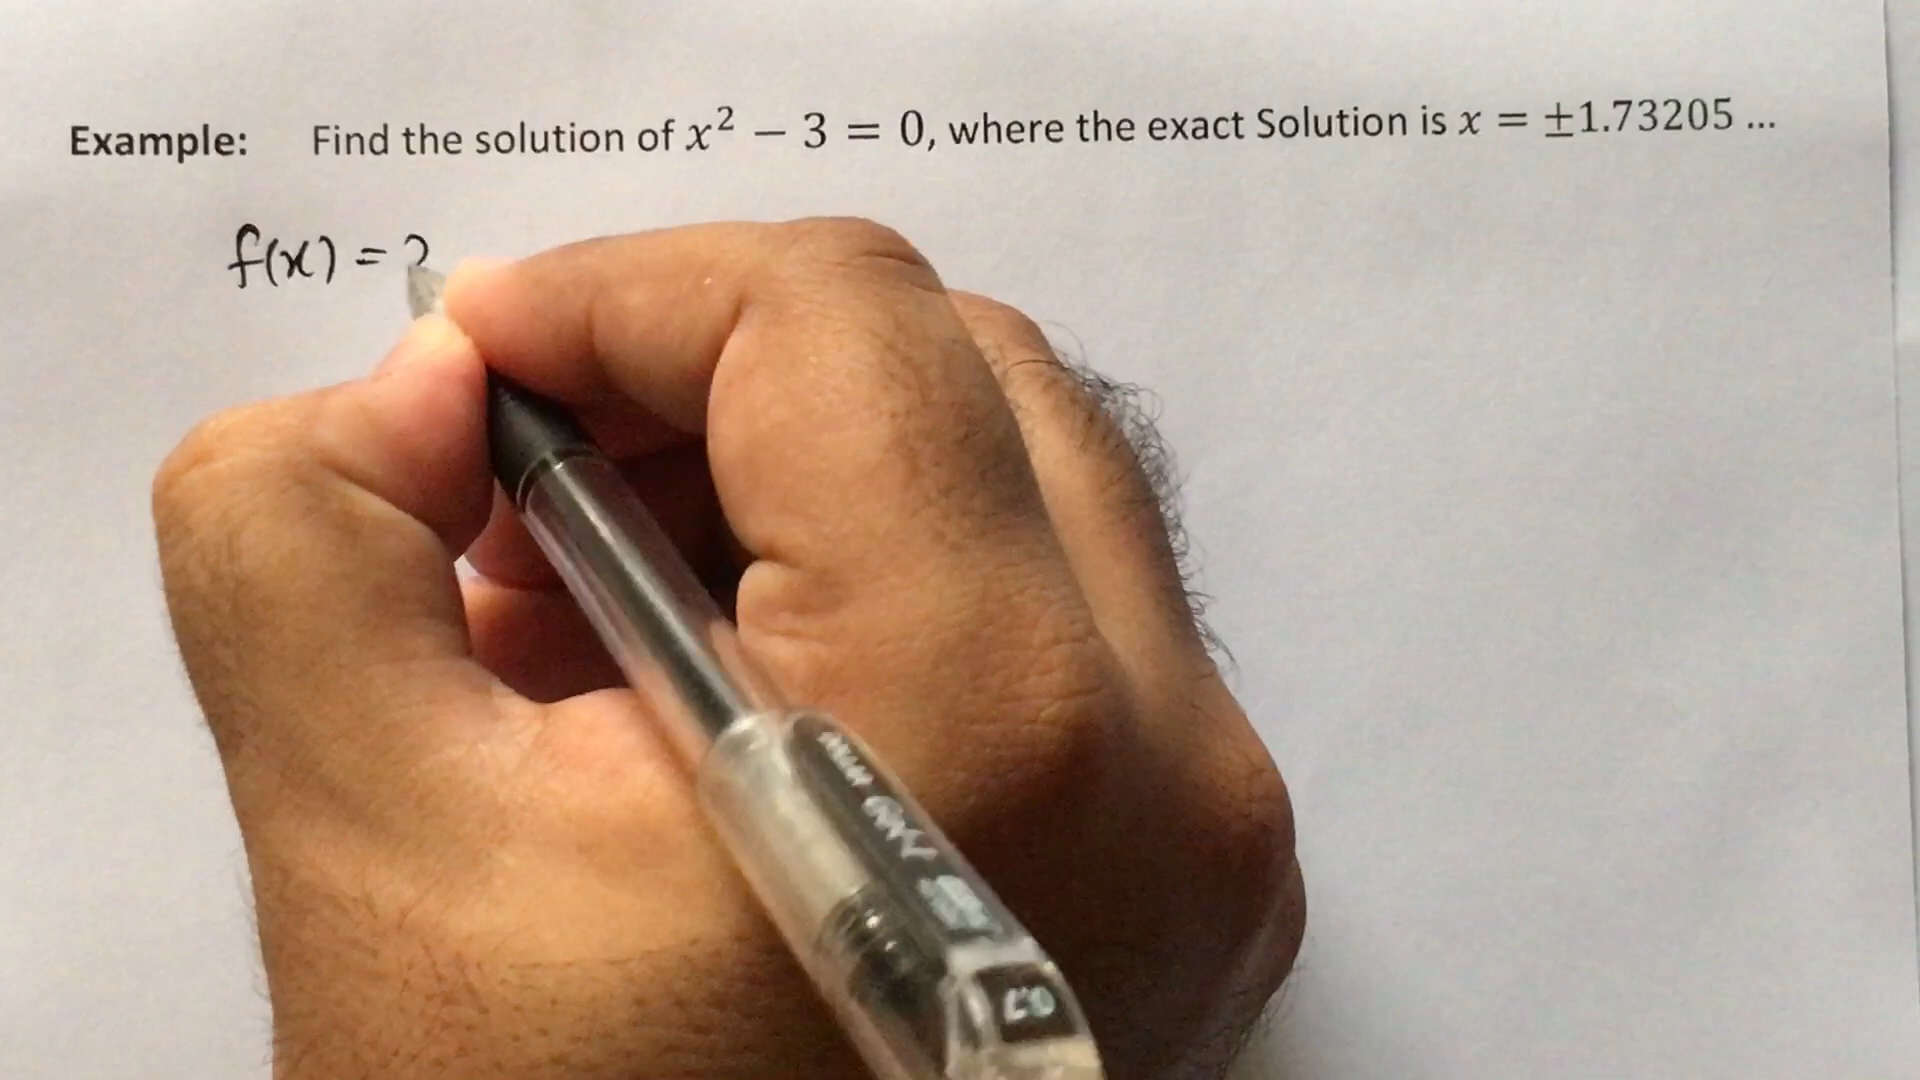 Example: Find the solution of x² − 3 = 0, where the exact Solution is x = ±1.73205 ...
f(x) =